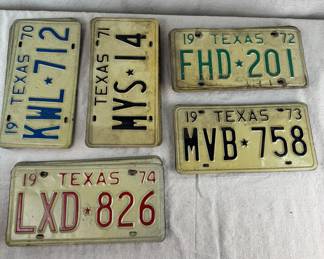 19 TEXAS 70
KWL★712
TEXAS 71
MYS★14
19 TEXAS 72
FHD★201
19 TEXAS 73
MVB★758
19 TEXAS 74
LXD★826